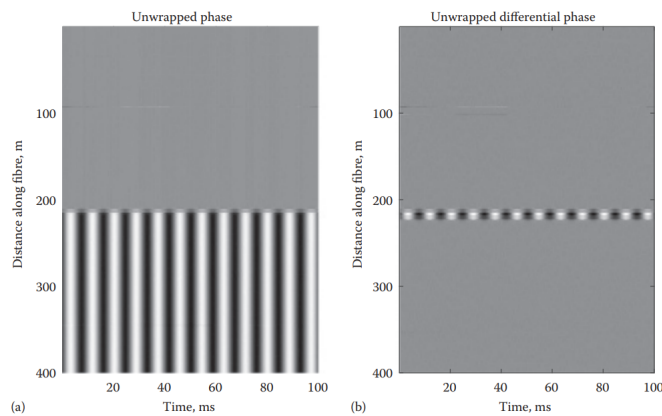 Unwrapped phase
Distance along fibre, m
100
200
300
400
20
40
60
80
100
Time, ms
(a)
Unwrapped differential phase
Distance along fibre, m
100
200
300
400
20
40
60
80
100
Time, ms
(b)